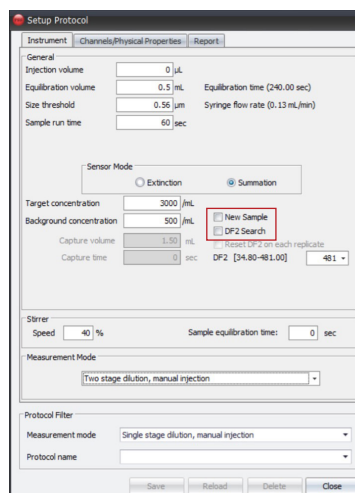 Setup Protocol
Instrument Channels/Physical Properties Report
General
Injection volume 0 µL
Equilibration volume 0.5 mL Equilibration time (240.00 sec)
Size threshold 0.56 µm Syringe flow rate (0.13 mL/min)
Sample run time 60 sec
Sensor Mode
Extinction Summation
Target concentration 3000 /mL
Background concentration 500 /mL
New Sample
DF2 Search
Capture volume 1.50 mL Reset DF2 on each replicate
Capture time 0 sec DF2 [34.80-481.00] 481
Stirrer
Speed 40 % Sample equilibration time: 0 sec
Measurement Mode
Two stage dilution, manual injection
Protocol Filter
Measurement mode Single stage dilution, manual injection
Protocol name
Save Reload Delete Close